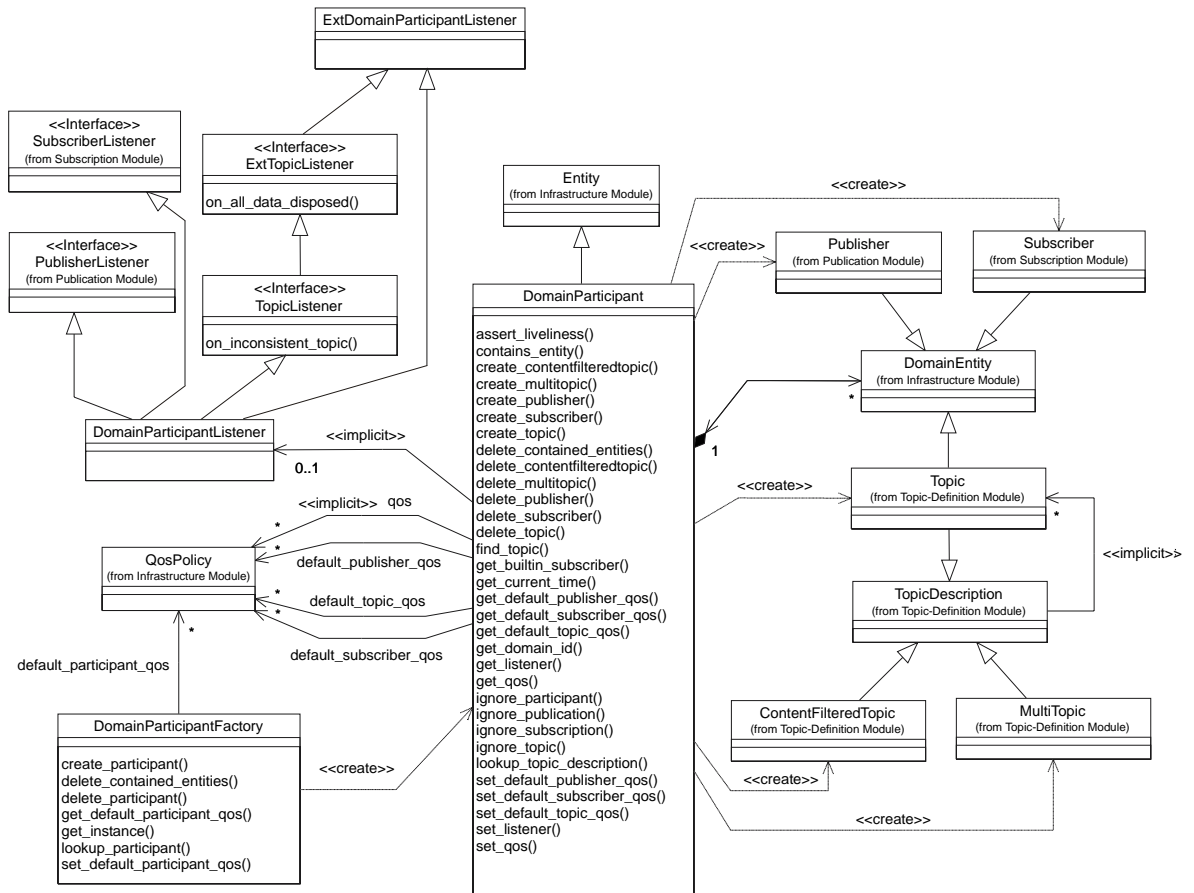 ExtDomainParticipantListener
<<Interface>>
SubscriberListener
(from Subscription Module)
<<Interface>>
ExtTopicListener
on_all_data_disposed()
<<Interface>>
PublisherListener
(from Publication Module)
<<Interface>>
TopicListener
on_inconsistent_topic()
DomainParticipantListener
<<implicit>>
0..1
<<implicit>>
qos
*
*
default_publisher_qos
*
default_topic_qos
*
default_subscriber_qos
QosPolicy
(from Infrastructure Module)
*
default_participant_qos
DomainParticipantFactory
create_participant()
delete_contained_entities()
delete_participant()
get_default_participant_qos()
get_instance()
lookup_participant()
set_default_participant_qos()
<<create>>
Entity
(from Infrastructure Module)
DomainParticipant
assert_liveliness()
contains_entity()
create_contentfilteredtopic()
create_multitopic()
create_publisher()
create_subscriber()
create_topic()
delete_contained_entities()
delete_contentfilteredtopic()
delete_multitopic()
delete_publisher()
delete_subscriber()
delete_topic()
find_topic()
get_builtin_subscriber()
get_current_time()
get_default_publisher_qos()
get_default_subscriber_qos()
get_default_topic_qos()
get_domain_id()
get_listener()
get_qos()
ignore_participant()
ignore_publication()
ignore_subscription()
ignore_topic()
lookup_topic_description()
set_default_publisher_qos()
set_default_subscriber_qos()
set_default_topic_qos()
set_listener()
set_qos()
<<create>>
<<create>>
Publisher
(from Publication Module)
Subscriber
(from Subscription Module)
DomainEntity
(from Infrastructure Module)
*
1
<<create>>
Topic
(from Topic-Definition Module)
*
<<implicit>>
TopicDescription
(from Topic-Definition Module)
ContentFilteredTopic
(from Topic-Definition Module)
MultiTopic
(from Topic-Definition Module)
<<create>>
<<create>>